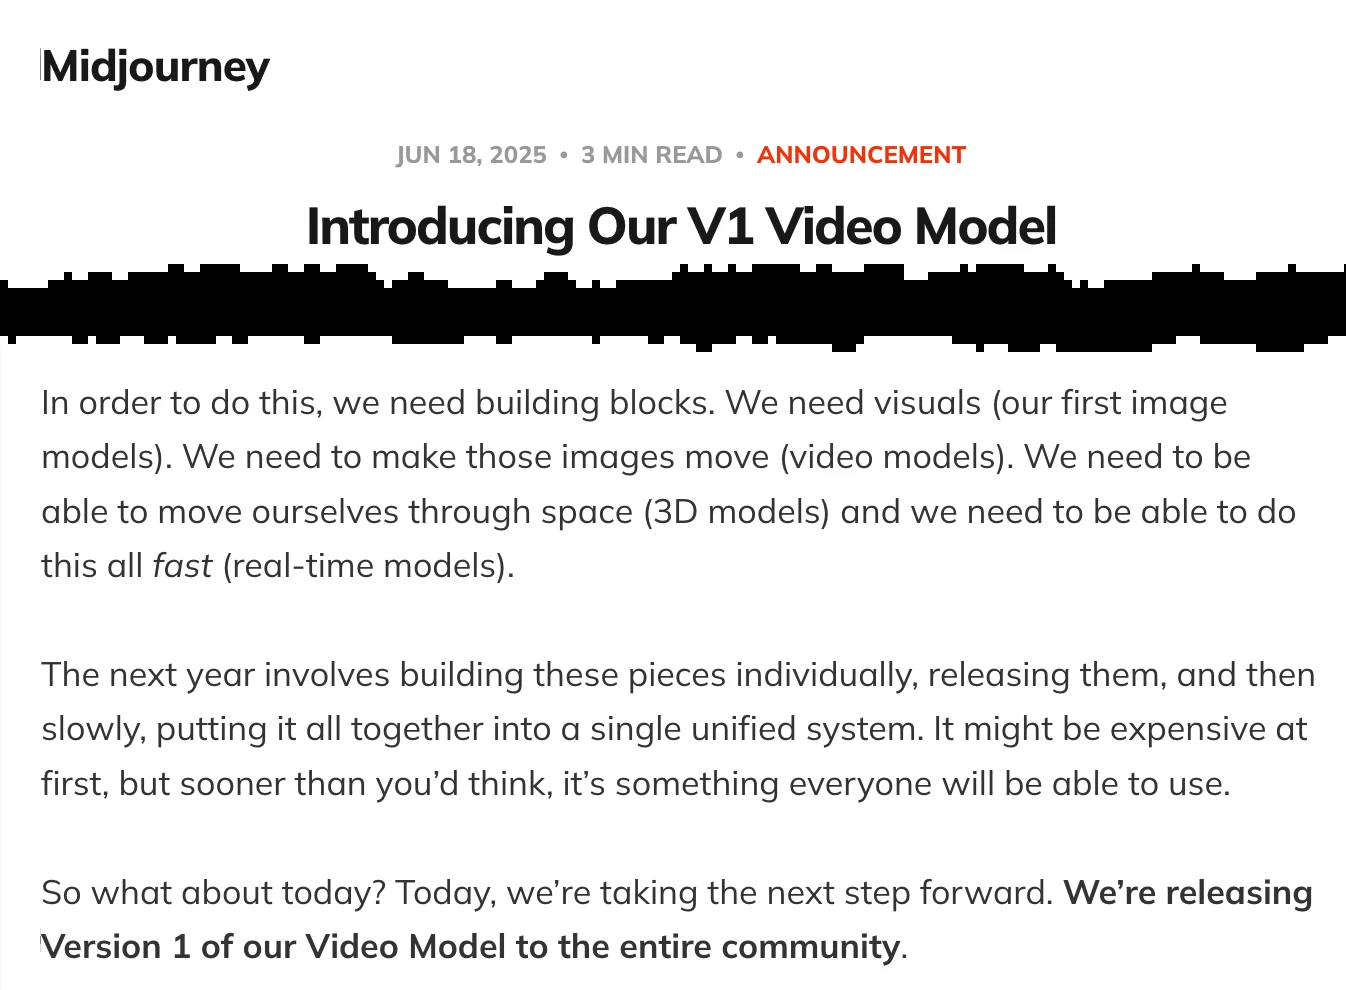 Midjourney
JUN 18, 2025 • 3 MIN READ • ANNOUNCEMENT
Introducing Our V1 Video Model
In order to do this, we need building blocks. We need visuals (our first image
models). We need to make those images move (video models). We need to be
able to move ourselves through space (3D models) and we need to be able to do
this all fast (real-time models).
The next year involves building these pieces individually, releasing them, and then
slowly, putting it all together into a single unified system. It might be expensive at
first, but sooner than you’d think, it’s something everyone will be able to use.
So what about today? Today, we’re taking the next step forward. We’re releasing
Version 1 of our Video Model to the entire community.